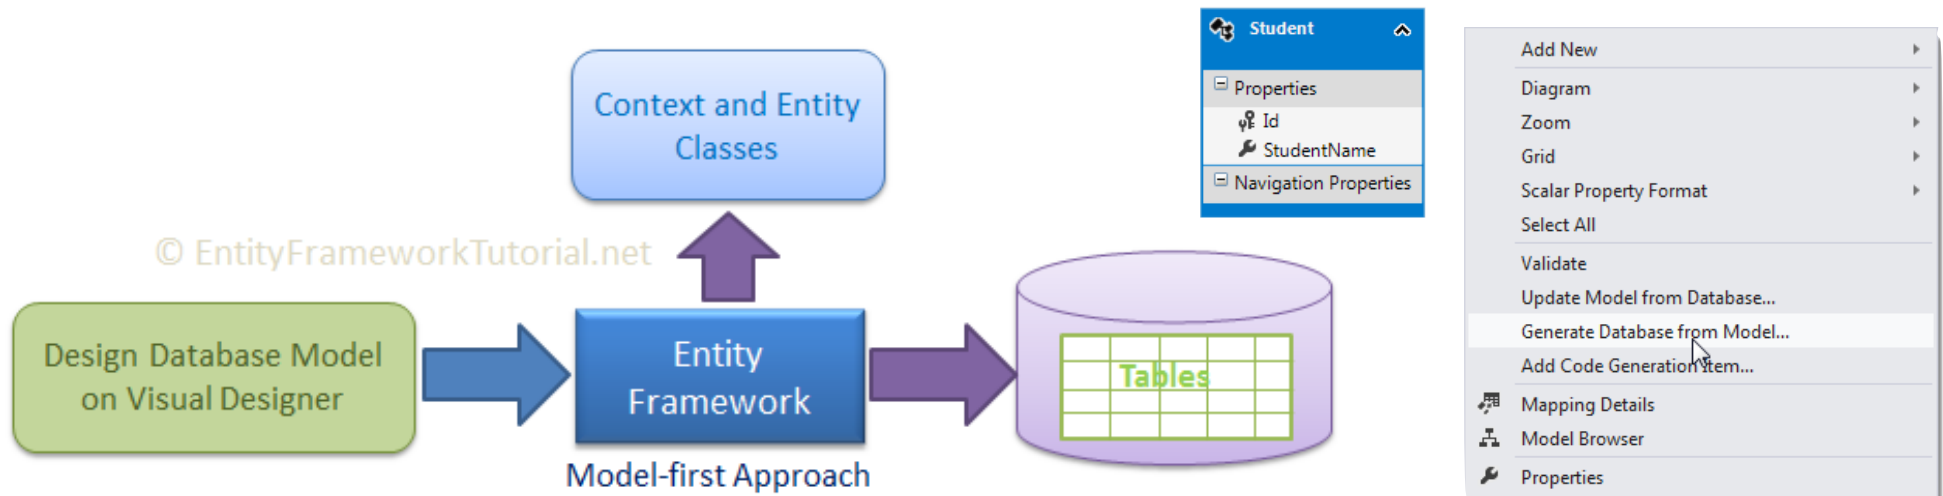 Context and Entity
Classes
© EntityFrameworkTutorial.net
Design Database Model
on Visual Designer
Entity
Framework
Tables
Model-first Approach
Student
Properties
Id
StudentName
Navigation Properties
Add New
Diagram
Zoom
Grid
Scalar Property Format
Select All
Validate
Update Model from Database...
Generate Database from Model...
Add Code Generation Item...
Mapping Details
Model Browser
Properties